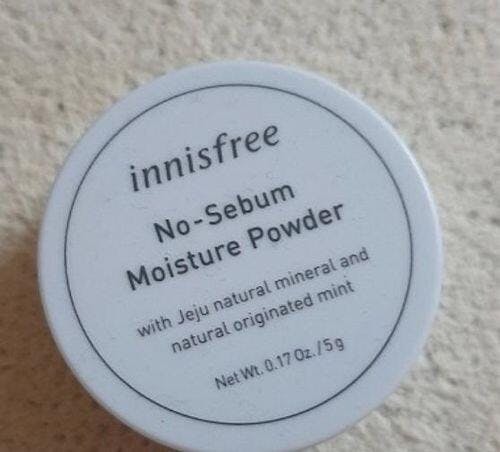 innisfree
No-Sebum
Moisture Powder
with Jeju natural mineral and
natural originated mint
Net Wt. 0.17 Oz./5 g